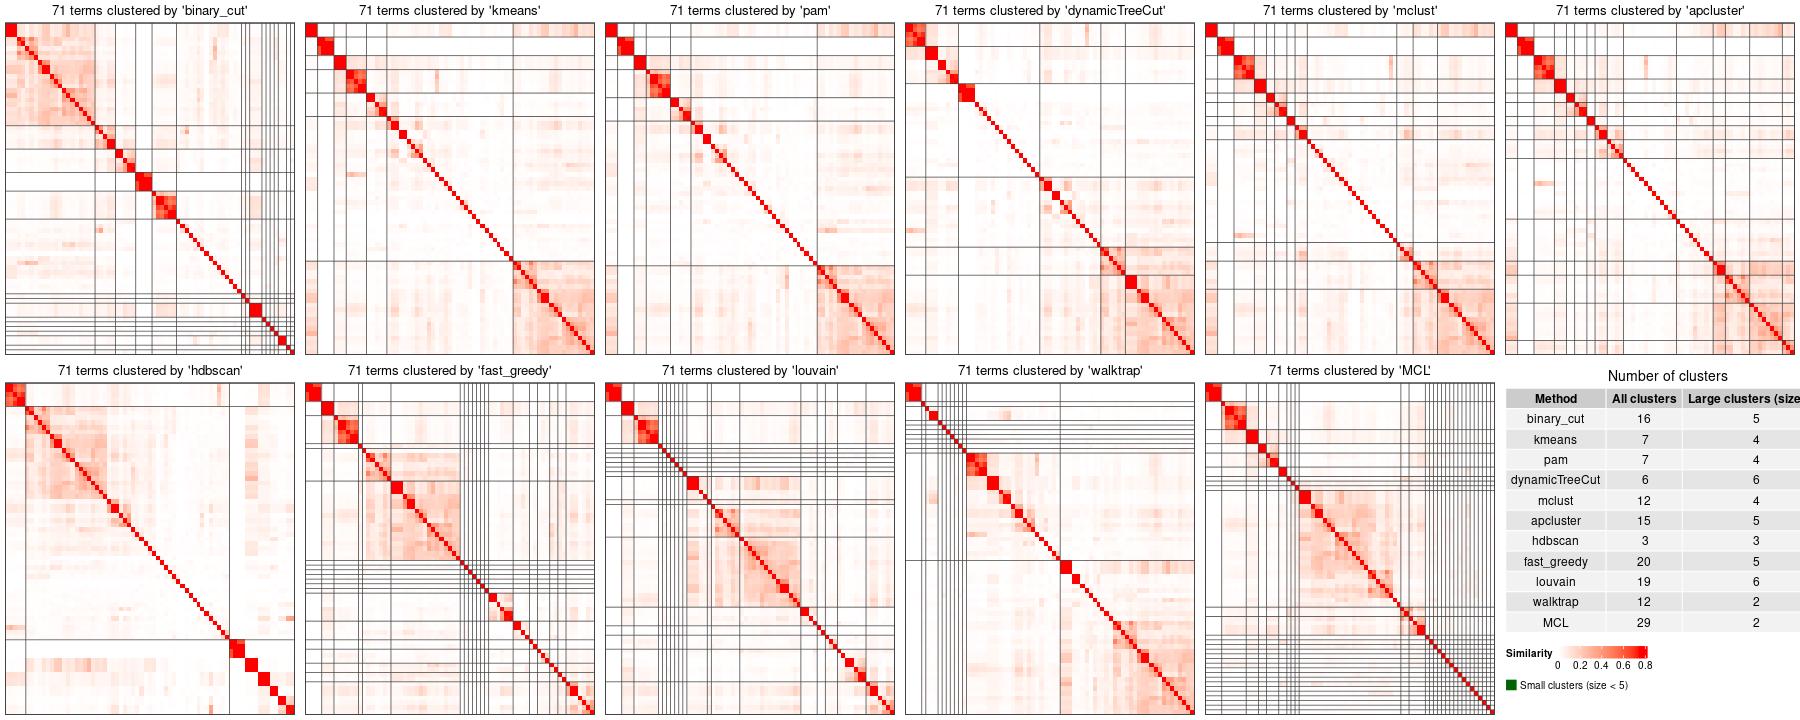 71 terms clustered by 'binary_cut'
71 terms clustered by 'kmeans'
71 terms clustered by 'pam'
71 terms clustered by 'dynamicTreeCut'
71 terms clustered by 'mclust'
71 terms clustered by 'apcluster'
71 terms clustered by 'hdbscan'
71 terms clustered by 'fast_greedy'
71 terms clustered by 'louvain'
71 terms clustered by 'walktrap'
71 terms clustered by 'MCL'
Number of clusters
Method All clusters Large clusters (size
binary_cut 16 5
kmeans 7 4
pam 7 4
dynamicTreeCut 6 6
mclust 12 4
apcluster 15 5
hdbscan 3 3
fast_greedy 20 5
louvain 19 6
walktrap 12 2
MCL 29 2
Similarity
0 0.2 0.4 0.6 0.8
Small clusters (size < 5)